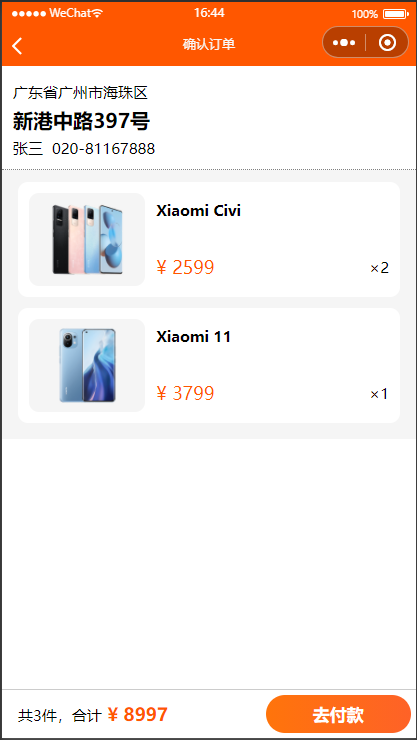 WeChat 16:44 100%
确认订单
广东省广州市海珠区
新港中路397号
张三 020-81167888
Xiaomi Civi
¥ 2599 ×2
Xiaomi 11
¥ 3799 ×1
共3件，合计 ¥ 8997 去付款